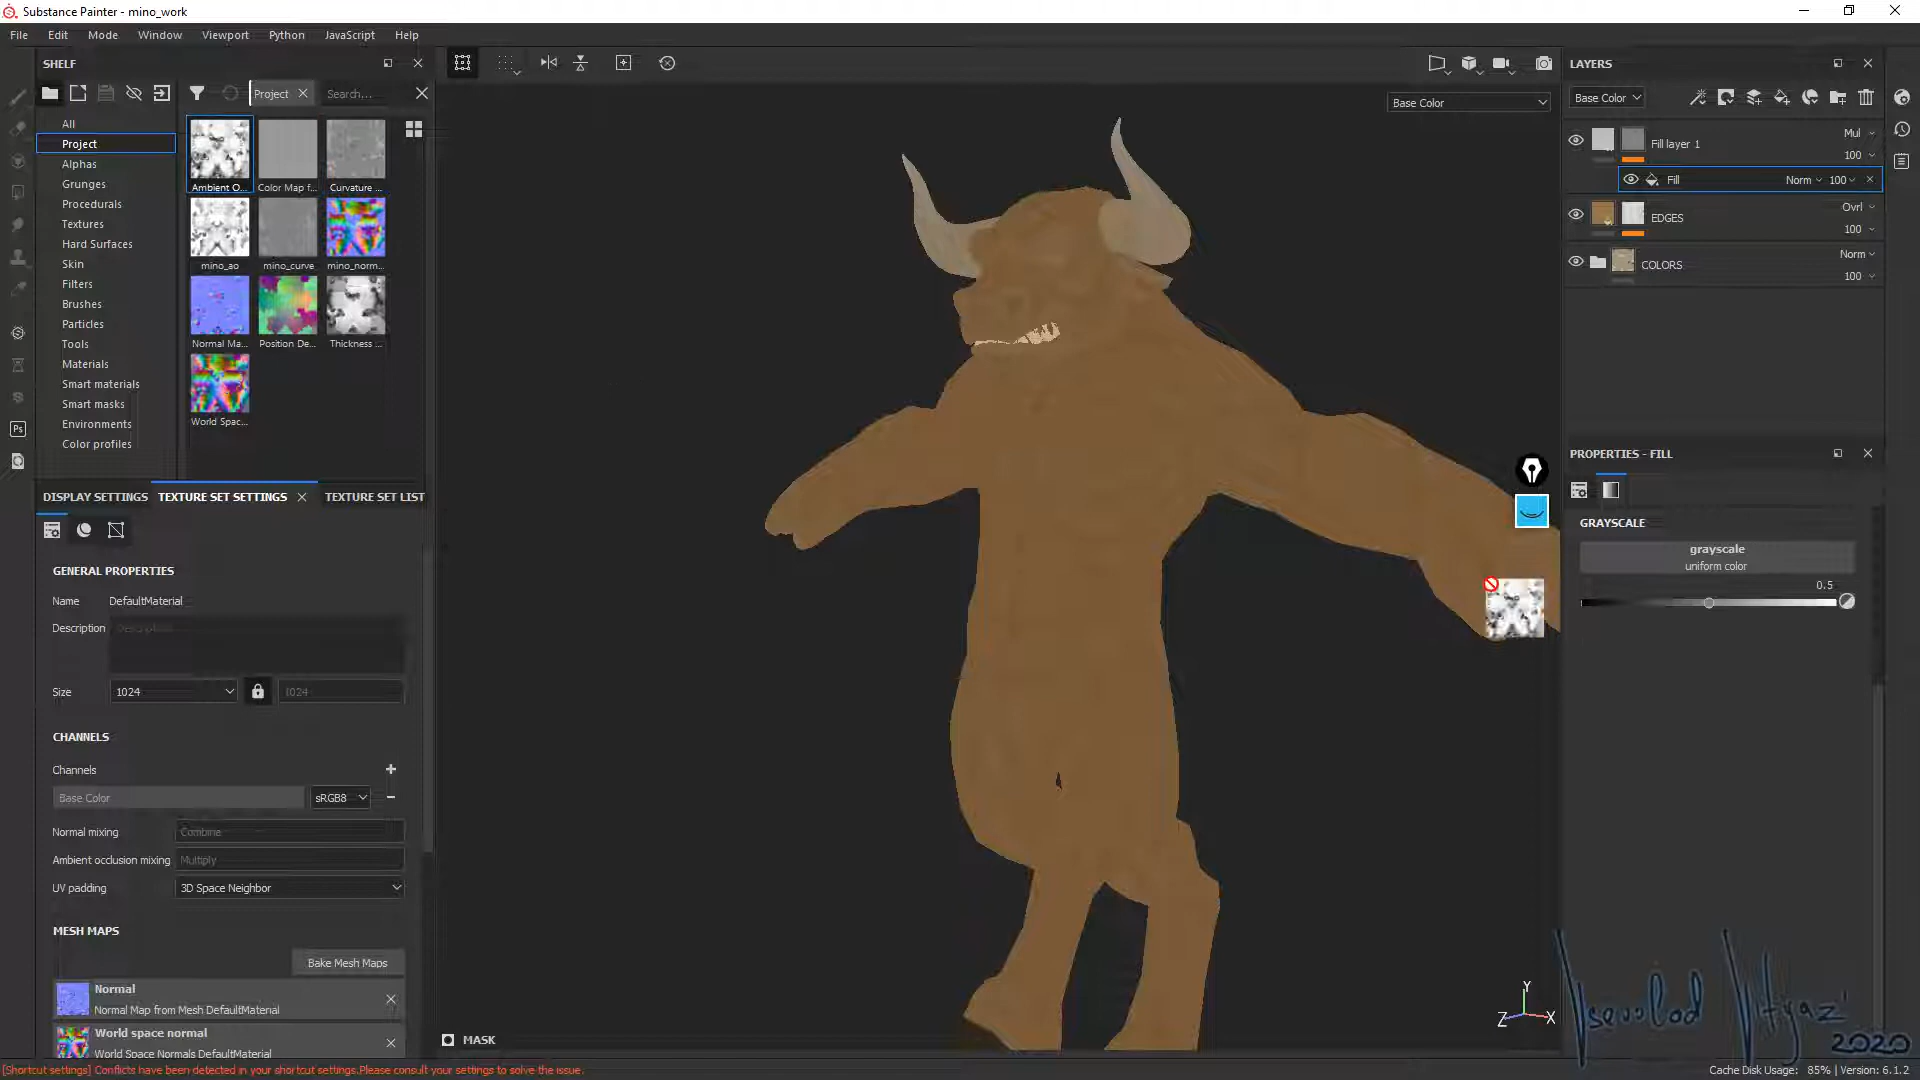 Substance Painter - mino_work
File Edit Mode Window Viewport Python JavaScript Help
SHELF
Project
Search...
All
Project
Alphas
Grunges
Procedurals
Textures
Hard Surfaces
Skin
Filters
Brushes
Particles
Tools
Materials
Smart materials
Smart masks
Environments
Color profiles
Ambient O... Color Map f... Curvature ...
mino_ao mino_curve mino_norm...
Normal Ma... Position De... Thickness ...
World Spac...
Ps
DISPLAY SETTINGS TEXTURE SET SETTINGS TEXTURE SET LIST
GENERAL PROPERTIES
Name DefaultMaterial
Description Description
Size 1024 1024
CHANNELS
Channels
Base Color sRGB8
Normal mixing Combine
Ambient occlusion mixing Multiply
UV padding 3D Space Neighbor
MESH MAPS
Bake Mesh Maps
Normal
Normal Map from Mesh DefaultMaterial
World space normal
World Space Normals DefaultMaterial
[Shortcut settings] Conflicts have been detected in your shortcut settings.Please consult your settings to solve the issue.
Base Color
MASK
Y
Z X
LAYERS
Base Color
Fill layer 1 Mul
100
Fill Norm 100
EDGES Ovrl
100
COLORS Norm
100
PROPERTIES - FILL
GRAYSCALE
grayscale
uniform color
0.5
2020
Cache Disk Usage: 85% | Version: 6.1.2